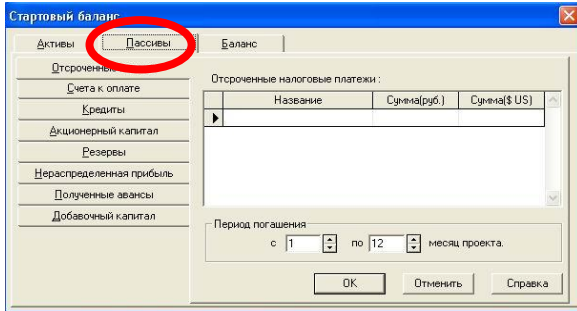 Стартовый баланс
Активы Пассивы Баланс
Отсроченные
Счета к оплате
Кредиты
Акционерный капитал
Резервы
Нераспределенная прибыль
Полученные авансы
Добавочный капитал
Отсроченные налоговые платежи :
Название Сумма(руб.) Сумма($ US)
Период погашения
с 1 по 12 месяц проекта.
OK Отменить Справка